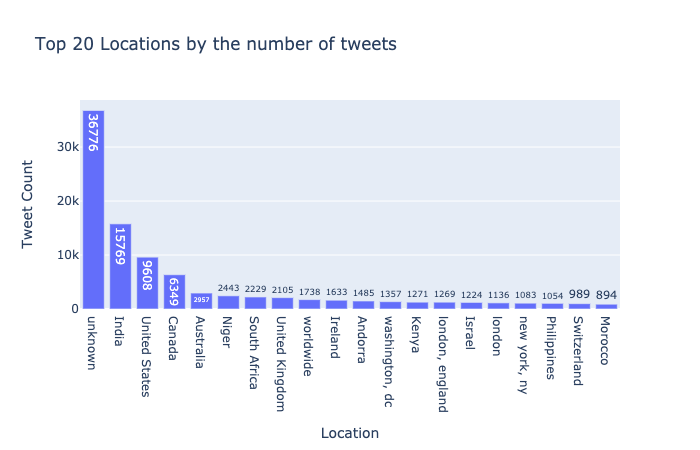 Top 20 Locations by the number of tweets
Tweet Count
30k
20k
10k
0
36776
15769
9608
6349
2957
2443
2229
2105
1738
1633
1485
1357
1271
1269
1224
1136
1083
1054
989
894
unknown
India
United States
Canada
Australia
Niger
South Africa
United Kingdom
worldwide
Ireland
Andorra
washington, dc
Kenya
london, england
Israel
london
new york, ny
Philippines
Switzerland
Morocco
Location